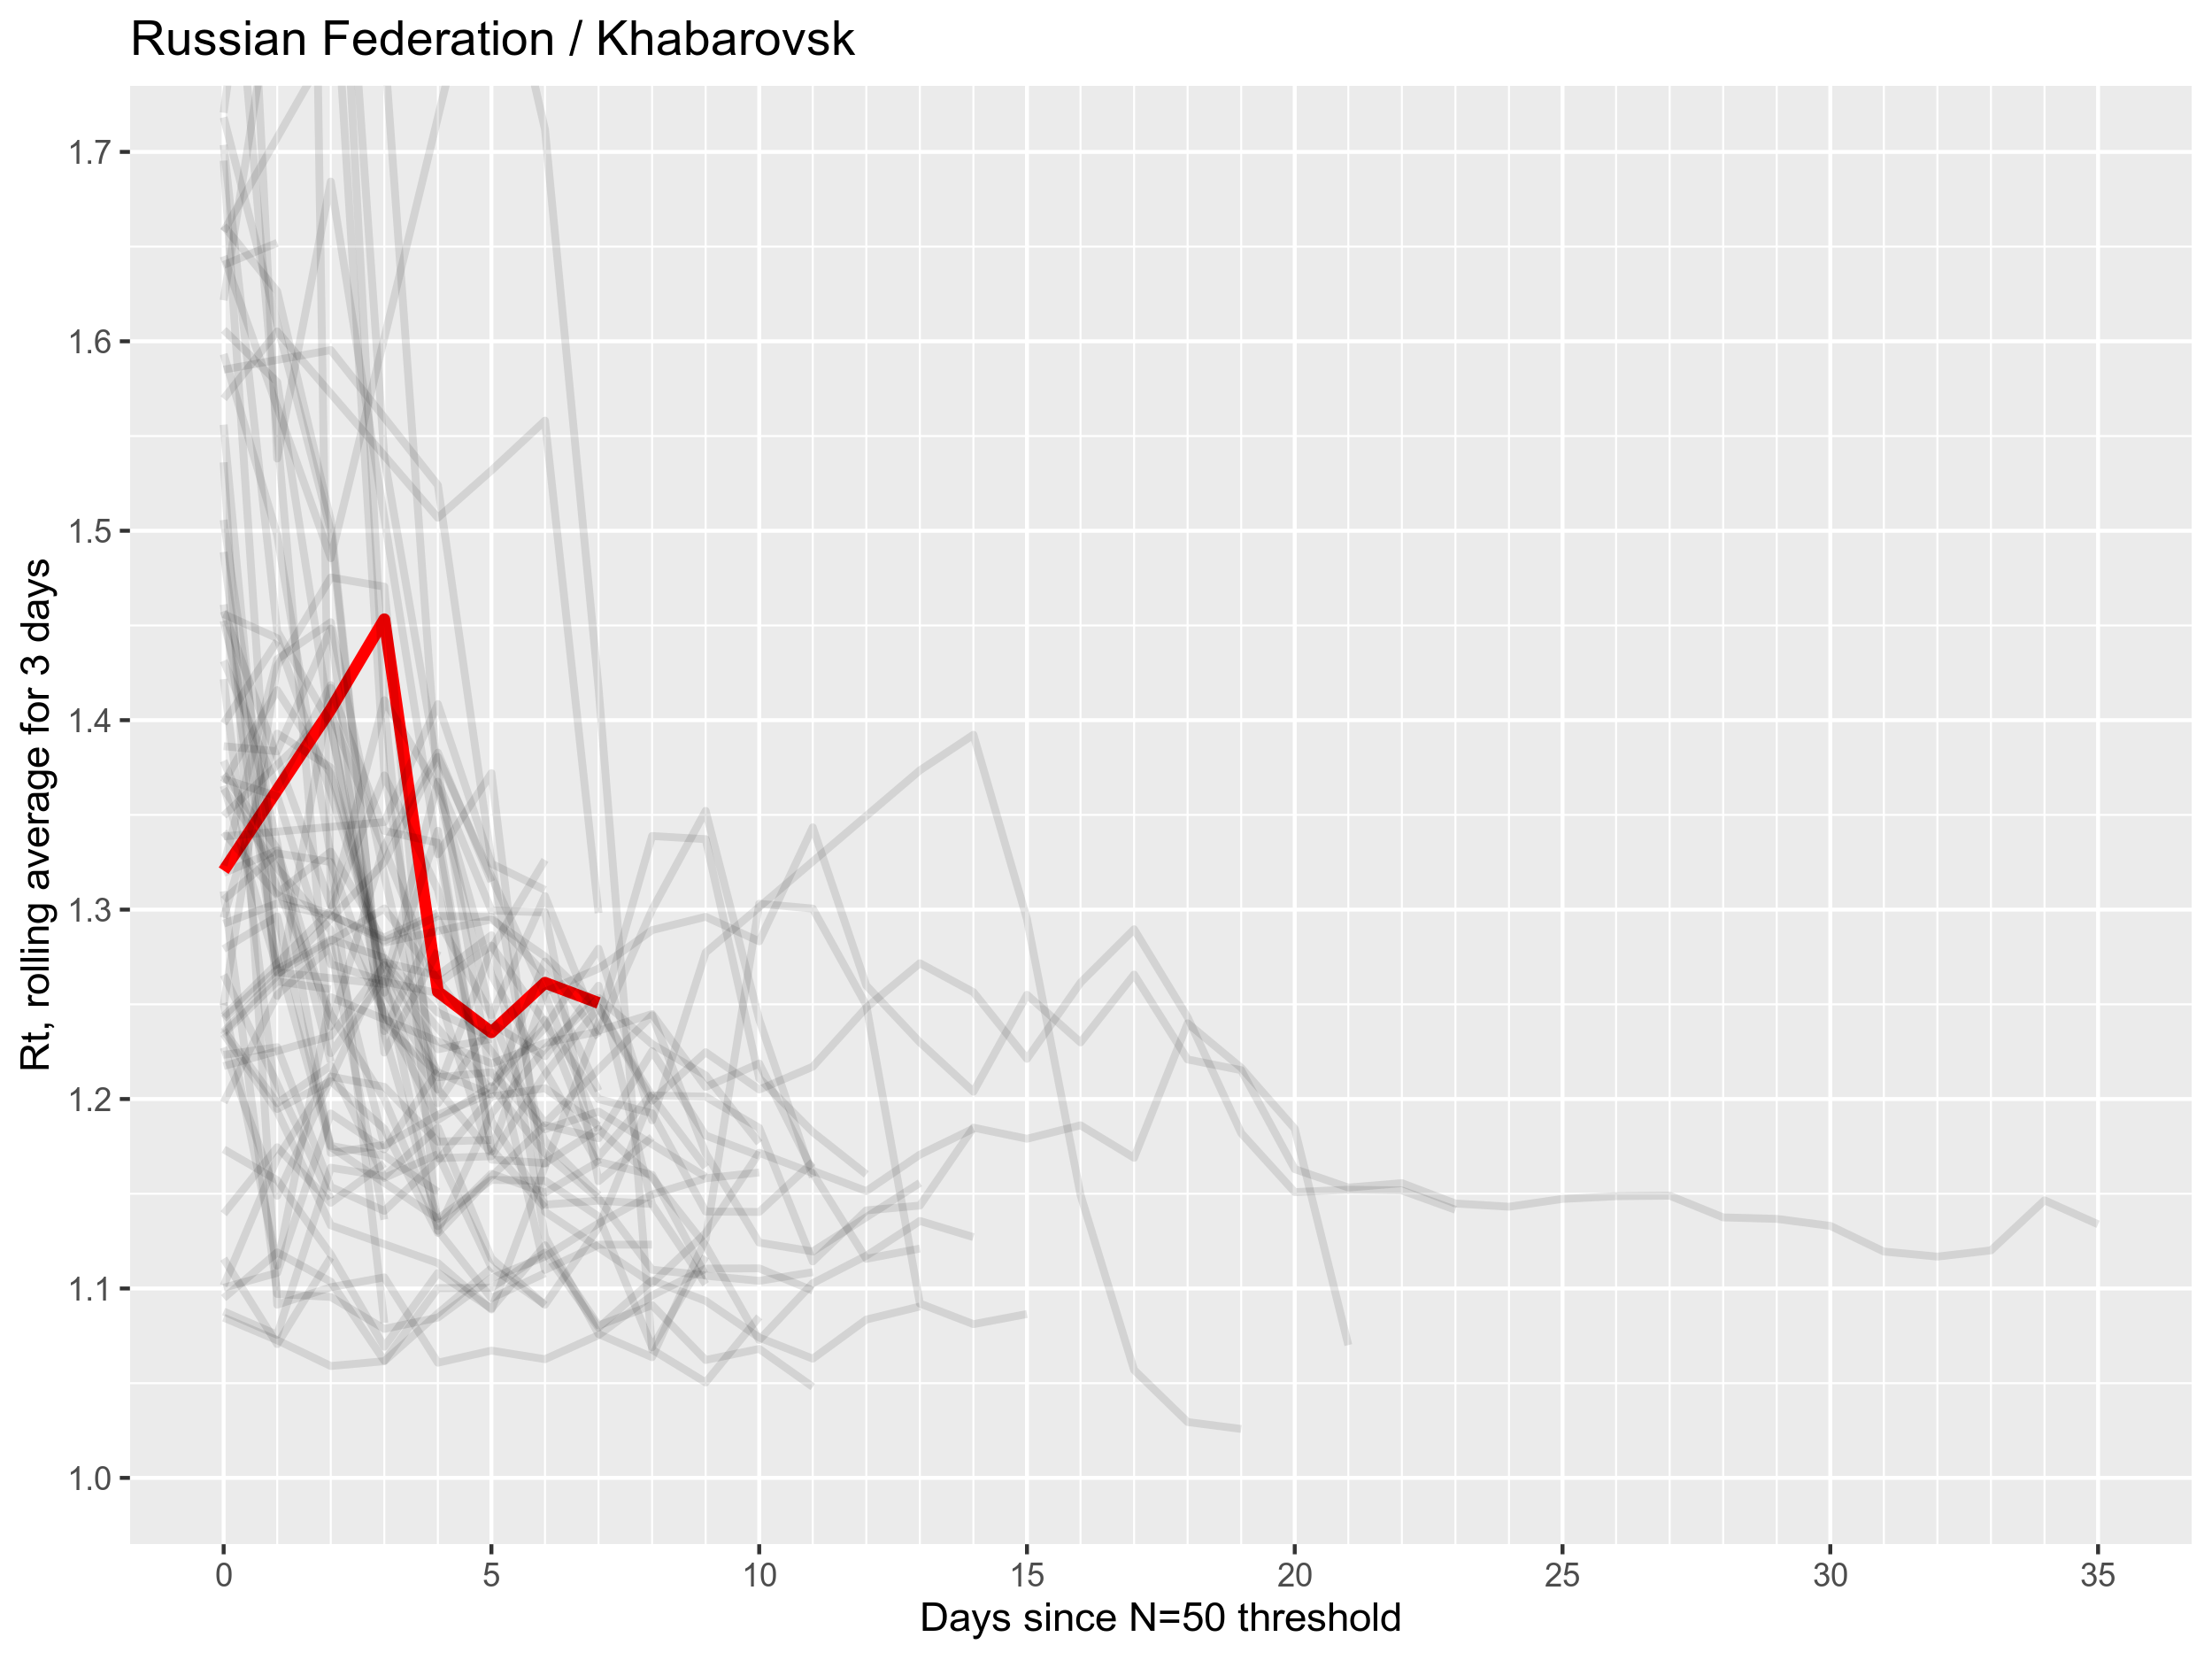 Russian Federation / Khabarovsk
Rt, rolling average for 3 days
1.7
1.6
1.5
1.4
1.3
1.2
1.1
1.0
0 5 10 15 20 25 30 35
Days since N=50 threshold